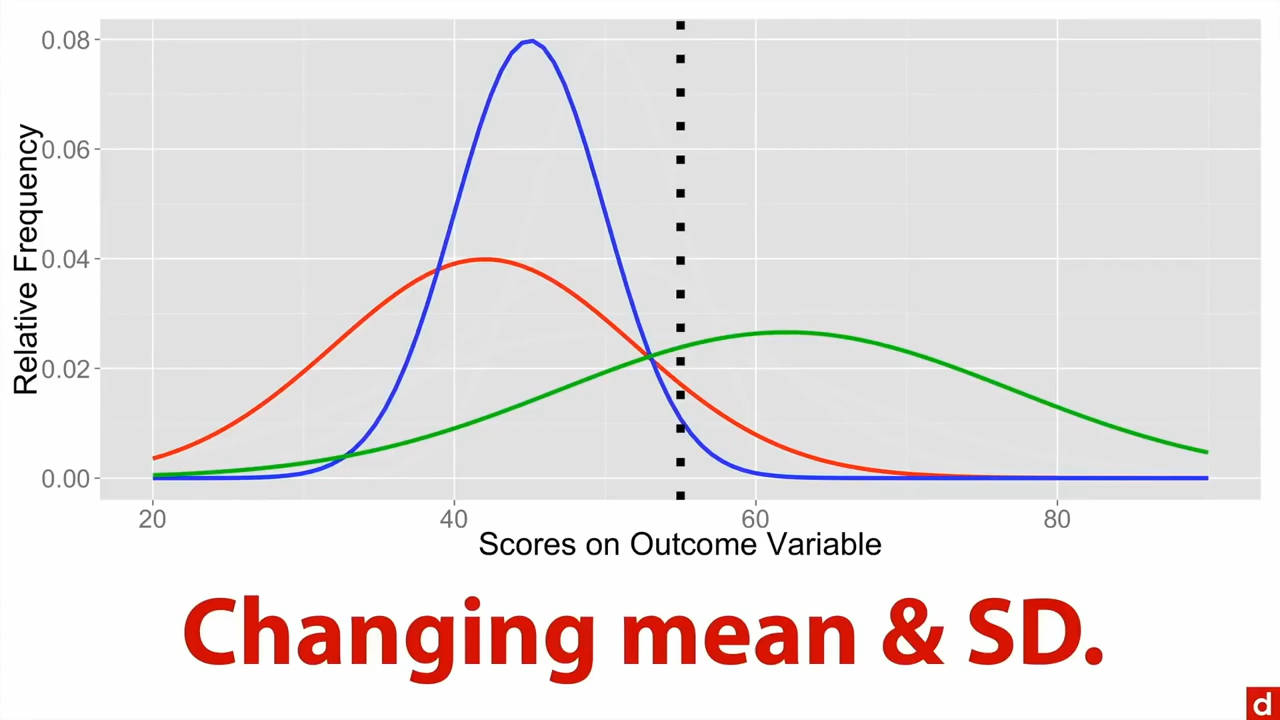 0.08
0.06
0.04
0.02
0.00
Relative Frequency
20 40 60 80
Scores on Outcome Variable
Changing mean & SD.
d